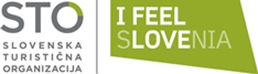 STO
SLOVENSKA
TURISTIČNA
ORGANIZACIJA
I FEEL
SLOVENIA